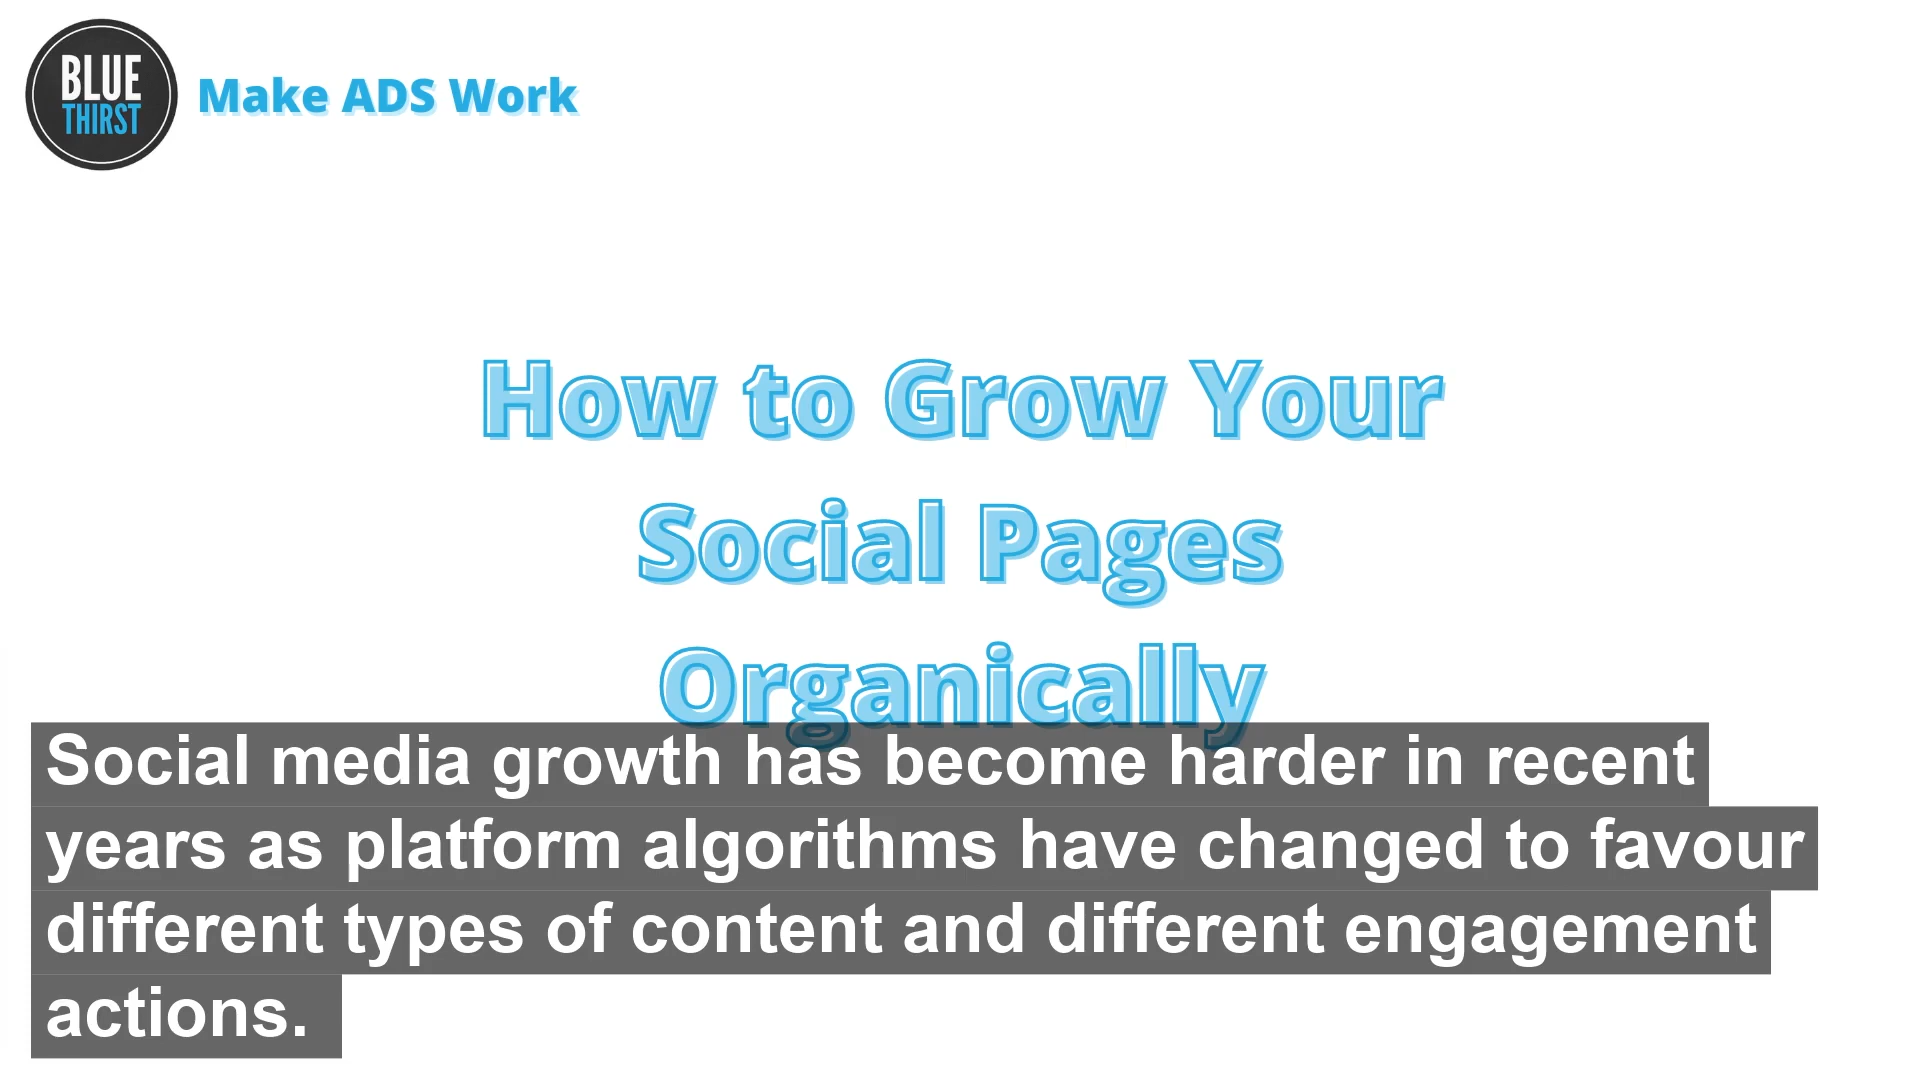 BLUE
THIRST
Make ADS Work
How to Grow Your
Social Pages
Organically
Social media growth has become harder in recent
years as platform algorithms have changed to favour
different types of content and different engagement
actions.